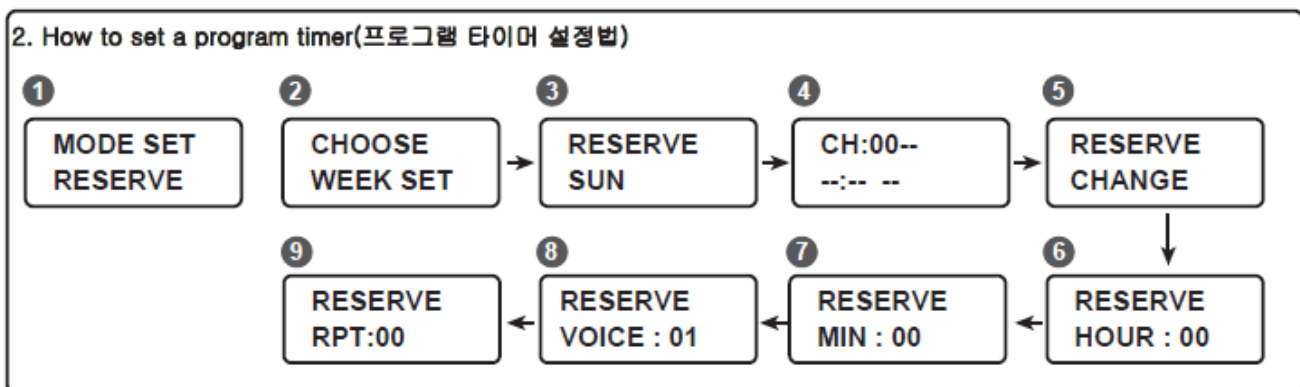 2. How to set a program timer(프로그램 타이머 설정법)
1
MODE SET
RESERVE
2
CHOOSE
WEEK SET
3
RESERVE
SUN
4
CH:00--
--:-- --
5
RESERVE
CHANGE
6
RESERVE
HOUR : 00
7
RESERVE
MIN : 00
8
RESERVE
VOICE : 01
9
RESERVE
RPT:00